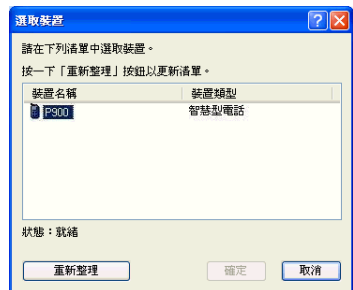 選取裝置
請在下列清單中選取裝置。
按一下「重新整理」按鈕以更新清單。
裝置名稱 裝置類型
P900 智慧型電話
狀態：就緒
重新整理 確定 取消